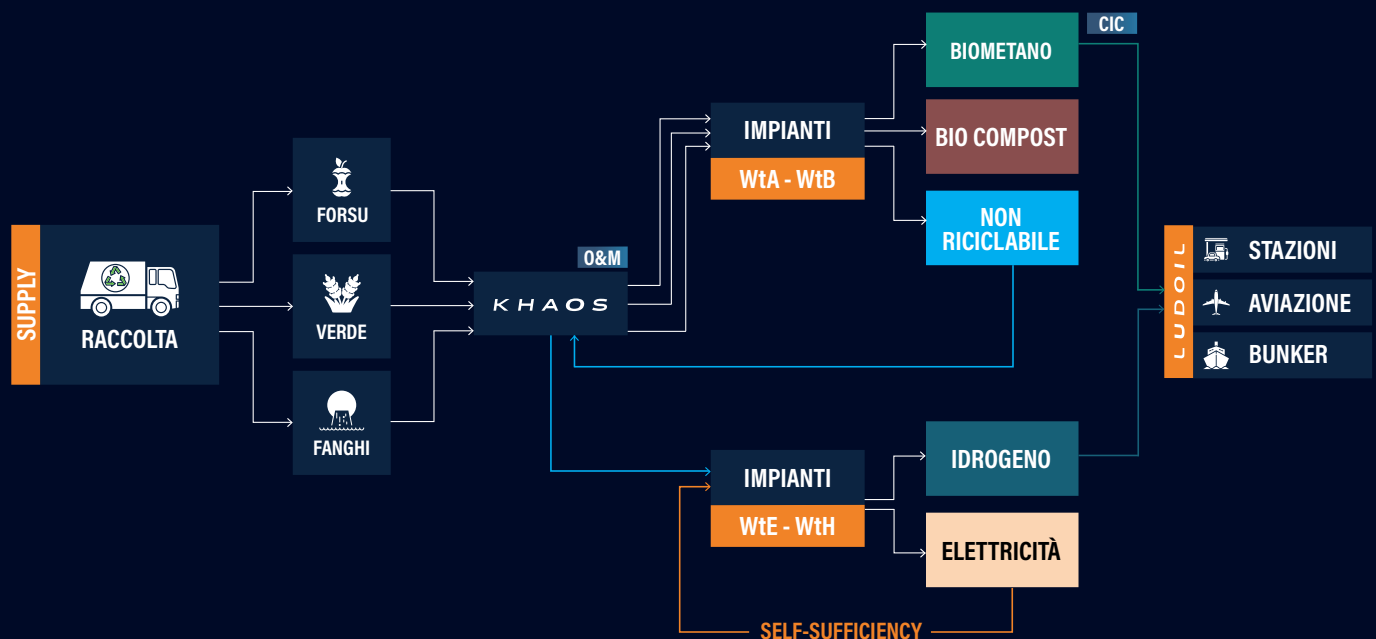 SUPPLY
RACCOLTA
FORSU
VERDE
FANGHI
O&M
KHAOS
IMPIANTI
WtA - WtB
BIOMETANO
CIC
BIO COMPOST
NON
RICICLABILE
IMPIANTI
WtE - WtH
IDROGENO
ELETTRICITÀ
SELF-SUFFICIENCY
LUDOIL
STAZIONI
AVIAZIONE
BUNKER